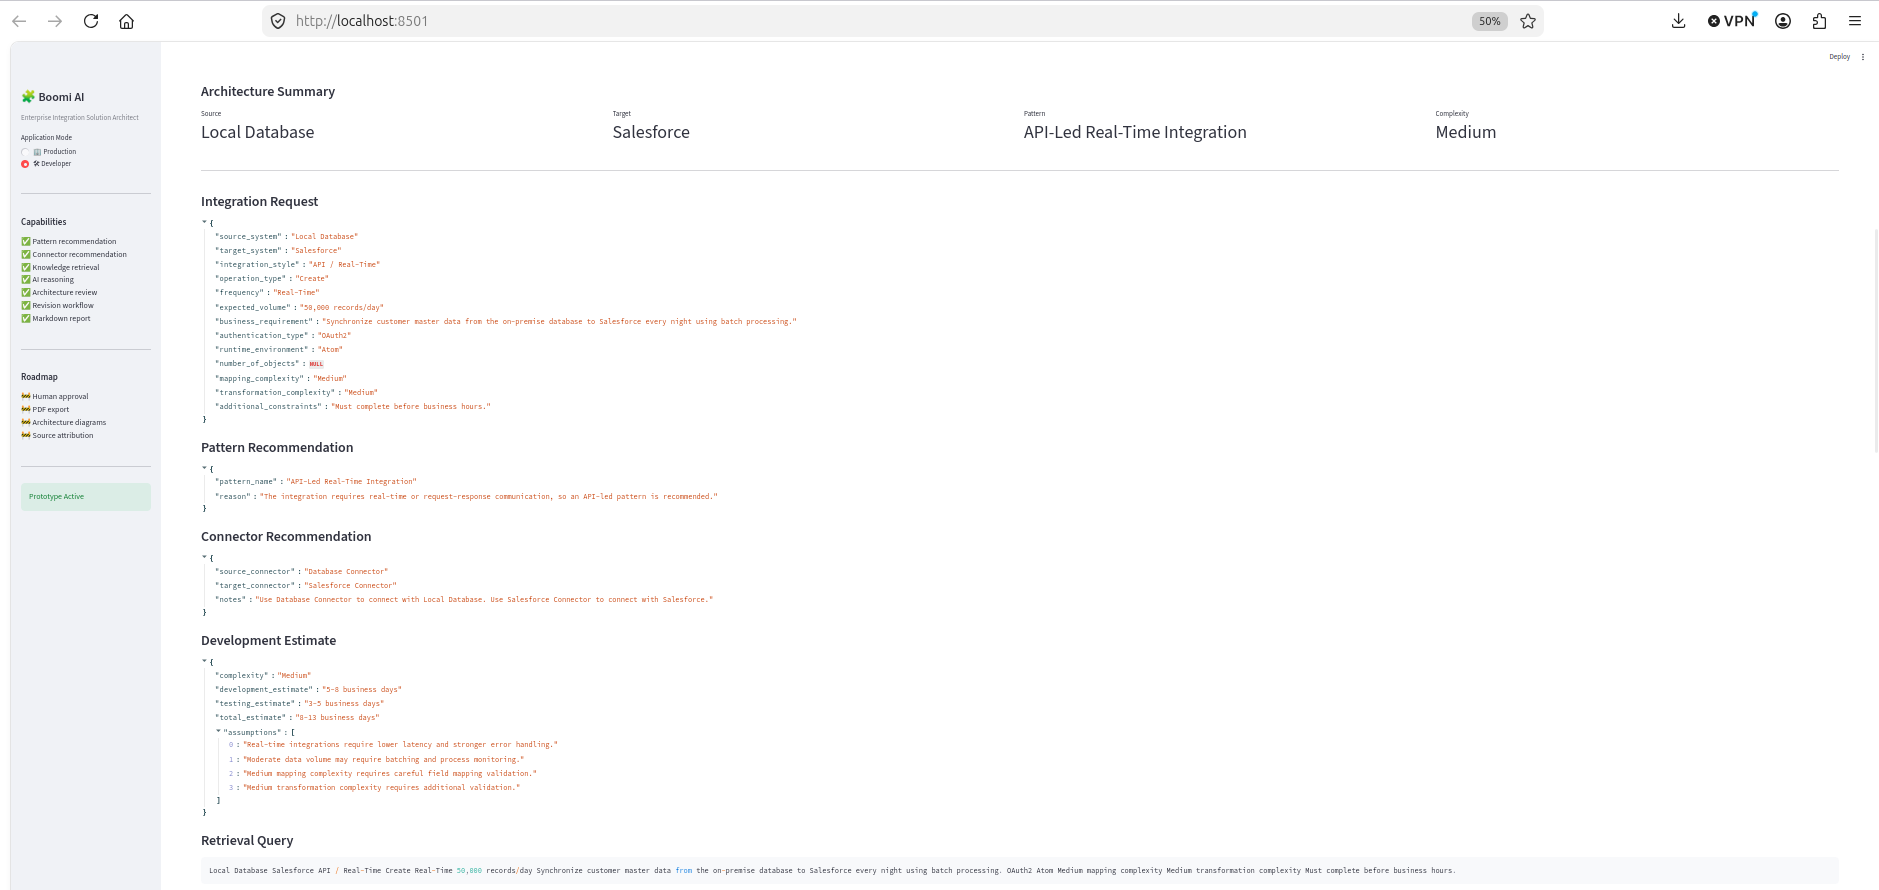 http://localhost:8501
50%
VPN
Deploy
Boomi AI
Enterprise Integration Solution Architect
Application Mode
Production
Developer
Capabilities
Pattern recommendation
Connector recommendation
Knowledge retrieval
AI reasoning
Architecture review
Revision workflow
Markdown report
Roadmap
Human approval
PDF export
Architecture diagrams
Source attribution
Prototype Active
Architecture Summary
Source Target Pattern Complexity
Local Database Salesforce API-Led Real-Time Integration Medium
Integration Request
{
"source_system" : "Local Database"
"target_system" : "Salesforce"
"integration_style" : "API / Real-Time"
"operation_type" : "Create"
"frequency" : "Real-Time"
"expected_volume" : "50,000 records/day"
"business_requirement" : "Synchronize customer master data from the on-premise database to Salesforce every night using batch processing."
"authentication_type" : "OAuth2"
"runtime_environment" : "Atom"
"number_of_objects" : NULL
"mapping_complexity" : "Medium"
"transformation_complexity" : "Medium"
"additional_constraints" : "Must complete before business hours."
}
Pattern Recommendation
{
"pattern_name" : "API-Led Real-Time Integration"
"reason" : "The integration requires real-time or request-response communication, so an API-led pattern is recommended."
}
Connector Recommendation
{
"source_connector" : "Database Connector"
"target_connector" : "Salesforce Connector"
"notes" : "Use Database Connector to connect with Local Database. Use Salesforce Connector to connect with Salesforce."
}
Development Estimate
{
"complexity" : "Medium"
"development_estimate" : "5-8 business days"
"testing_estimate" : "3-5 business days"
"total_estimate" : "8-13 business days"
"assumptions" : [
0 : "Real-time integrations require lower latency and stronger error handling."
1 : "Moderate data volume may require batching and process monitoring."
2 : "Medium mapping complexity requires careful field mapping validation."
3 : "Medium transformation complexity requires additional validation."
]
}
Retrieval Query
Local Database Salesforce API / Real-Time Create Real-Time 50,000 records/day Synchronize customer master data from the on-premise database to Salesforce every night using batch processing. OAuth2 Atom Medium mapping complexity Medium transformation complexity Must complete before business hours.